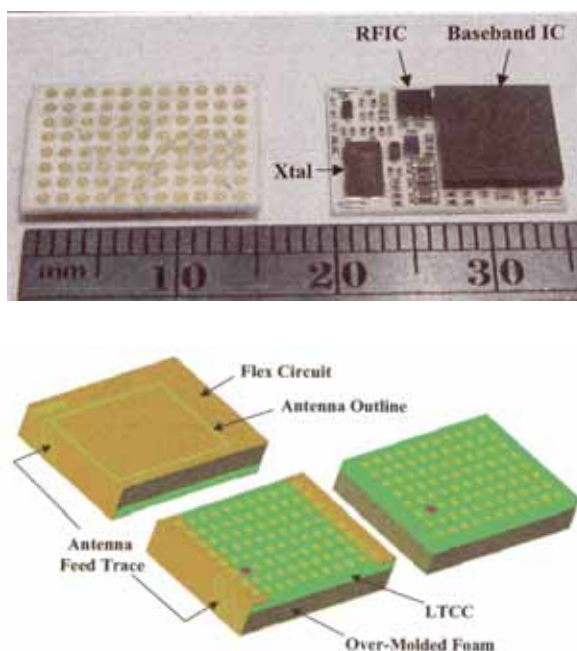 RFIC
Baseband IC
Xtal
mm
10
20
30
Flex Circuit
Antenna Outline
Antenna
Feed Trace
LTCC
Over-Molded Foam